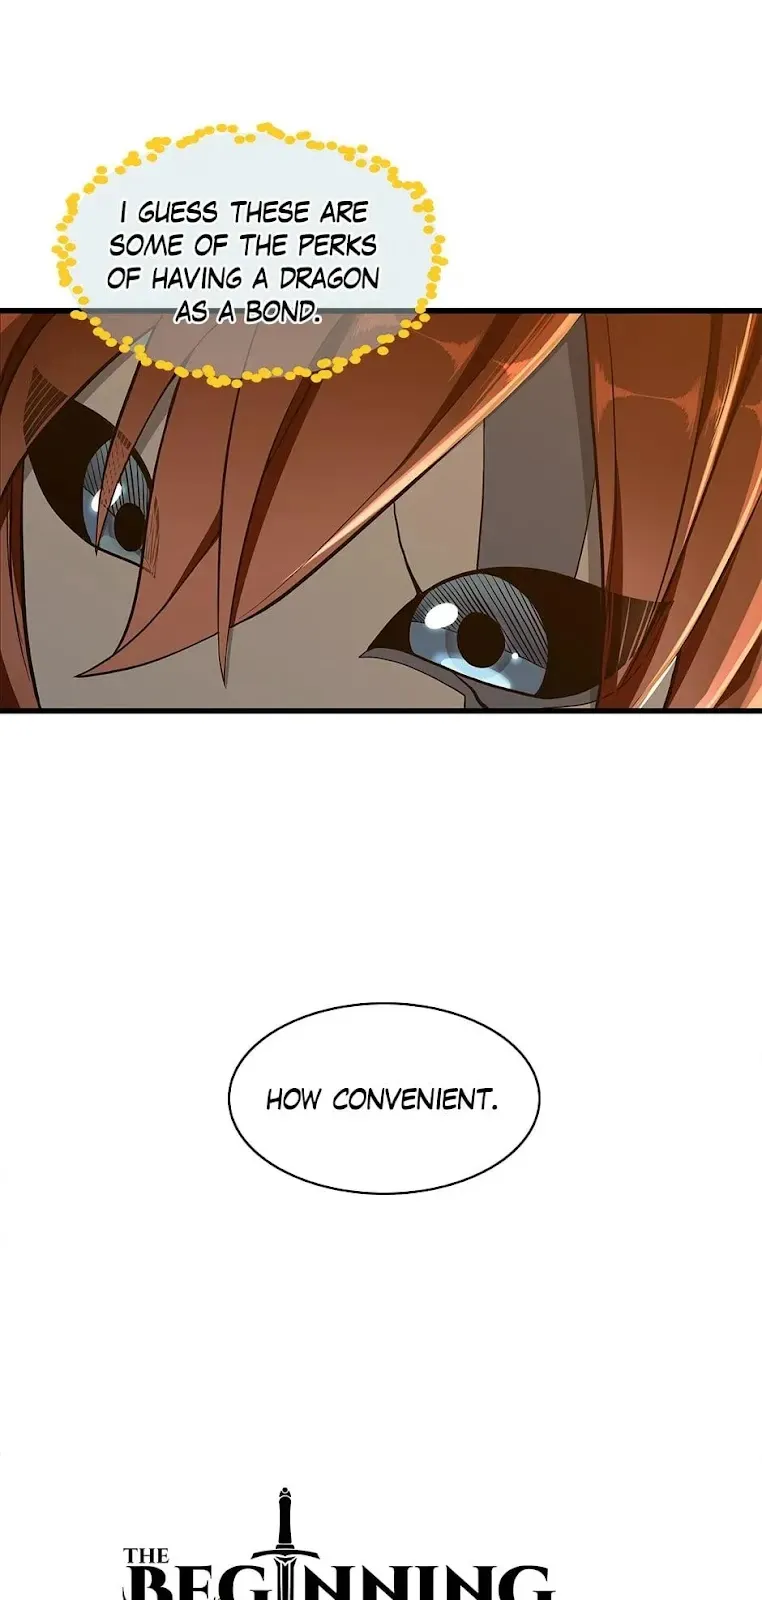 I GUESS THESE ARE
SOME OF THE PERKS
OF HAVING A DRAGON
AS A BOND.
HOW CONVENIENT.
THE
BEGINNING